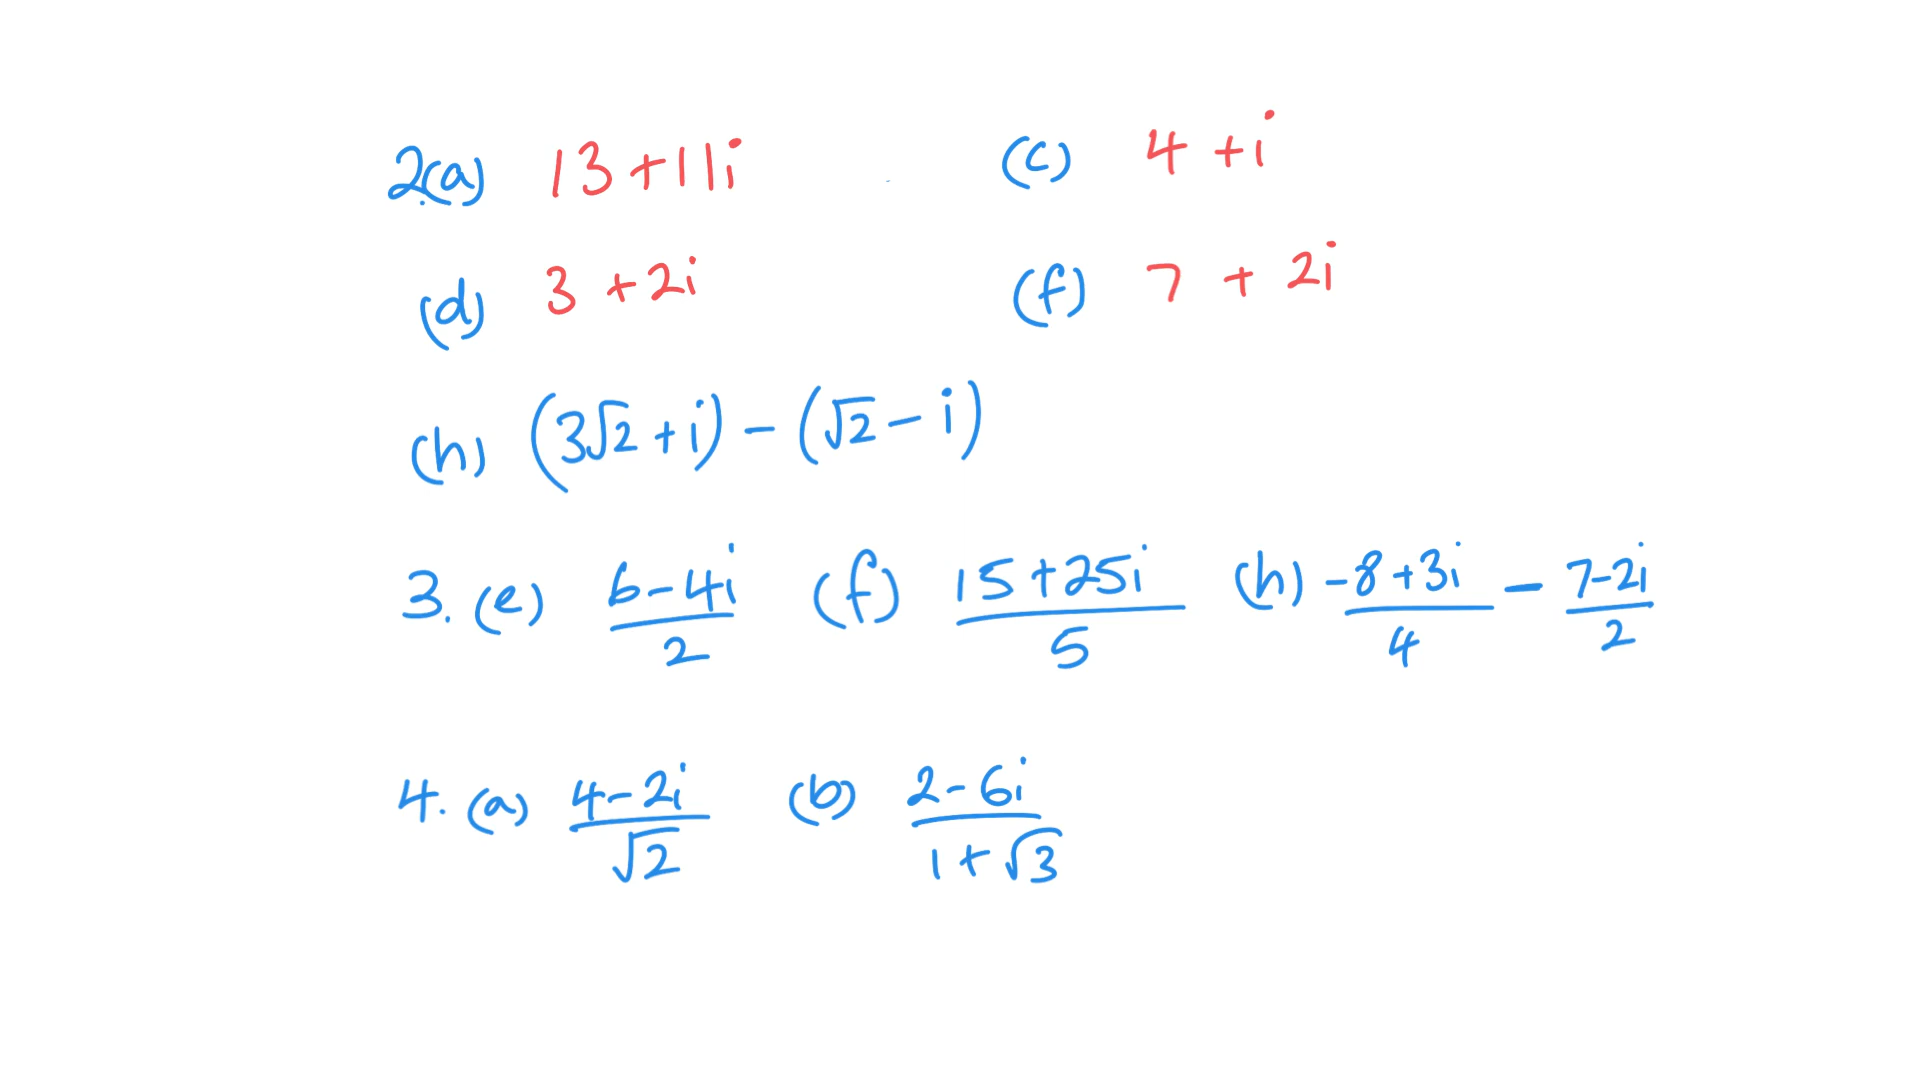 2.(a) 13+11i (c) 4+i
(d) 3+2i (f) 7+2i
(h) (3√2+i)-(√2-i)
3. (e) (6-4i)/2 (f) (15+25i)/5 (h) (-8+3i)/4 - (7-2i)/2
4. (a) (4-2i)/√2 (b) (2-6i)/(1+√3)